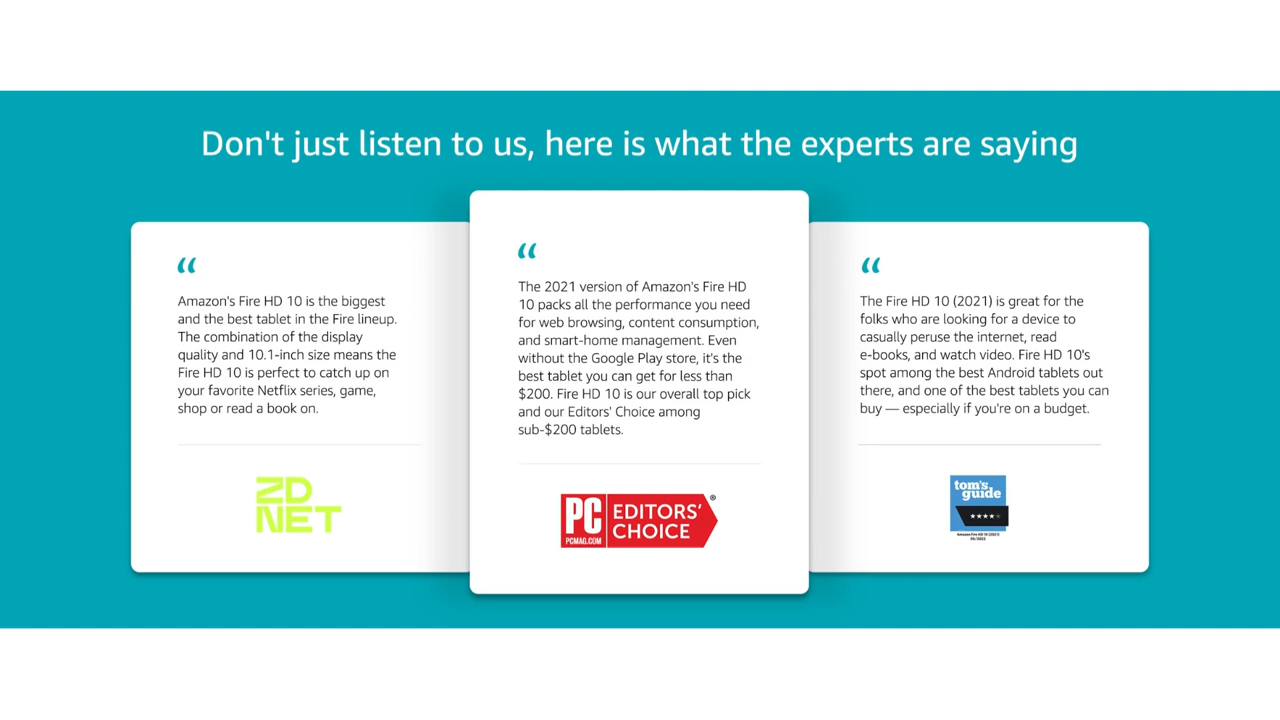 Don't just listen to us, here is what the experts are saying
“
Amazon's Fire HD 10 is the biggest
and the best tablet in the Fire lineup.
The combination of the display
quality and 10.1-inch size means the
Fire HD 10 is perfect to catch up on
your favorite Netflix series, game,
shop or read a book on.
ZD
NET
“
The 2021 version of Amazon's Fire HD
10 packs all the performance you need
for web browsing, content consumption,
and smart-home management. Even
without the Google Play store, it's the
best tablet you can get for less than
$200. Fire HD 10 is our overall top pick
and our Editors' Choice among
sub-$200 tablets.
PC
PCMAG.COM
EDITORS'
CHOICE
®
“
The Fire HD 10 (2021) is great for the
folks who are looking for a device to
casually peruse the internet, read
e-books, and watch video. Fire HD 10's
spot among the best Android tablets out
there, and one of the best tablets you can
buy — especially if you're on a budget.
tom's
guide
Amazon Fire HD 10 (2021)